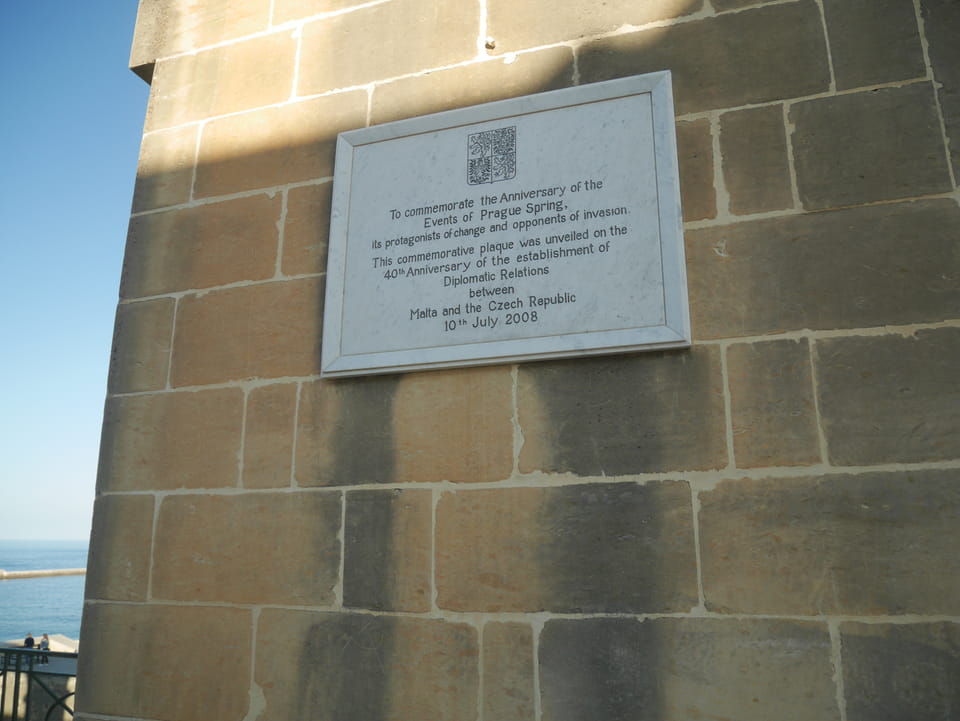 To commemorate the Anniversary of the
Events of Prague Spring,
its protagonists of change and opponents of invasion.
This commemorative plaque was unveiled on the
40th Anniversary of the establishment of
Diplomatic Relations
between
Malta and the Czech Republic
10th July 2008